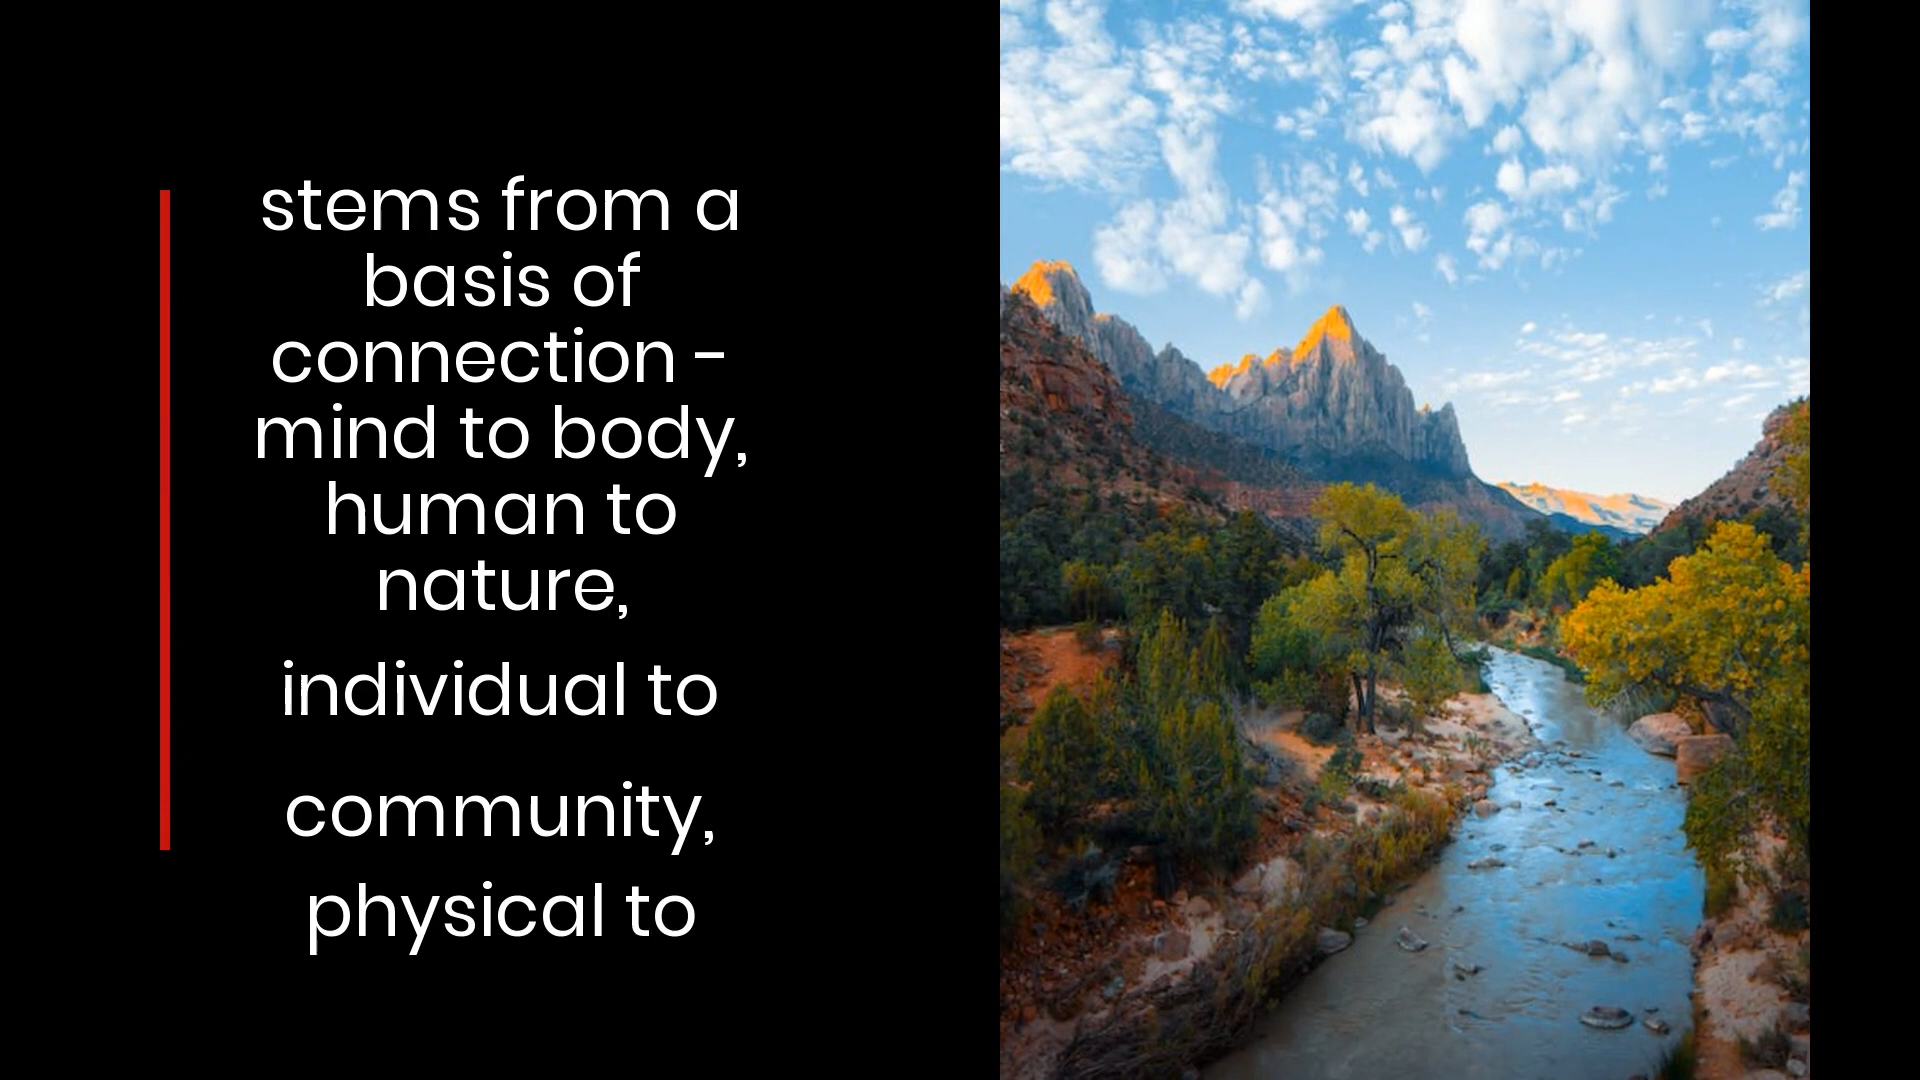 stems from a
basis of
connection -
mind to body,
human to
nature,
individual to
community,
physical to